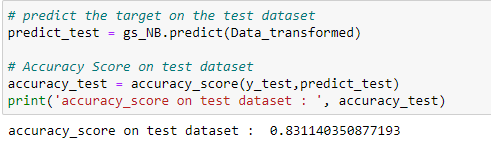 # predict the target on the test dataset
predict_test = gs_NB.predict(Data_transformed)
# Accuracy Score on test dataset
accuracy_test = accuracy_score(y_test,predict_test)
print('accuracy_score on test dataset : ', accuracy_test)
accuracy_score on test dataset :  0.831140350877193